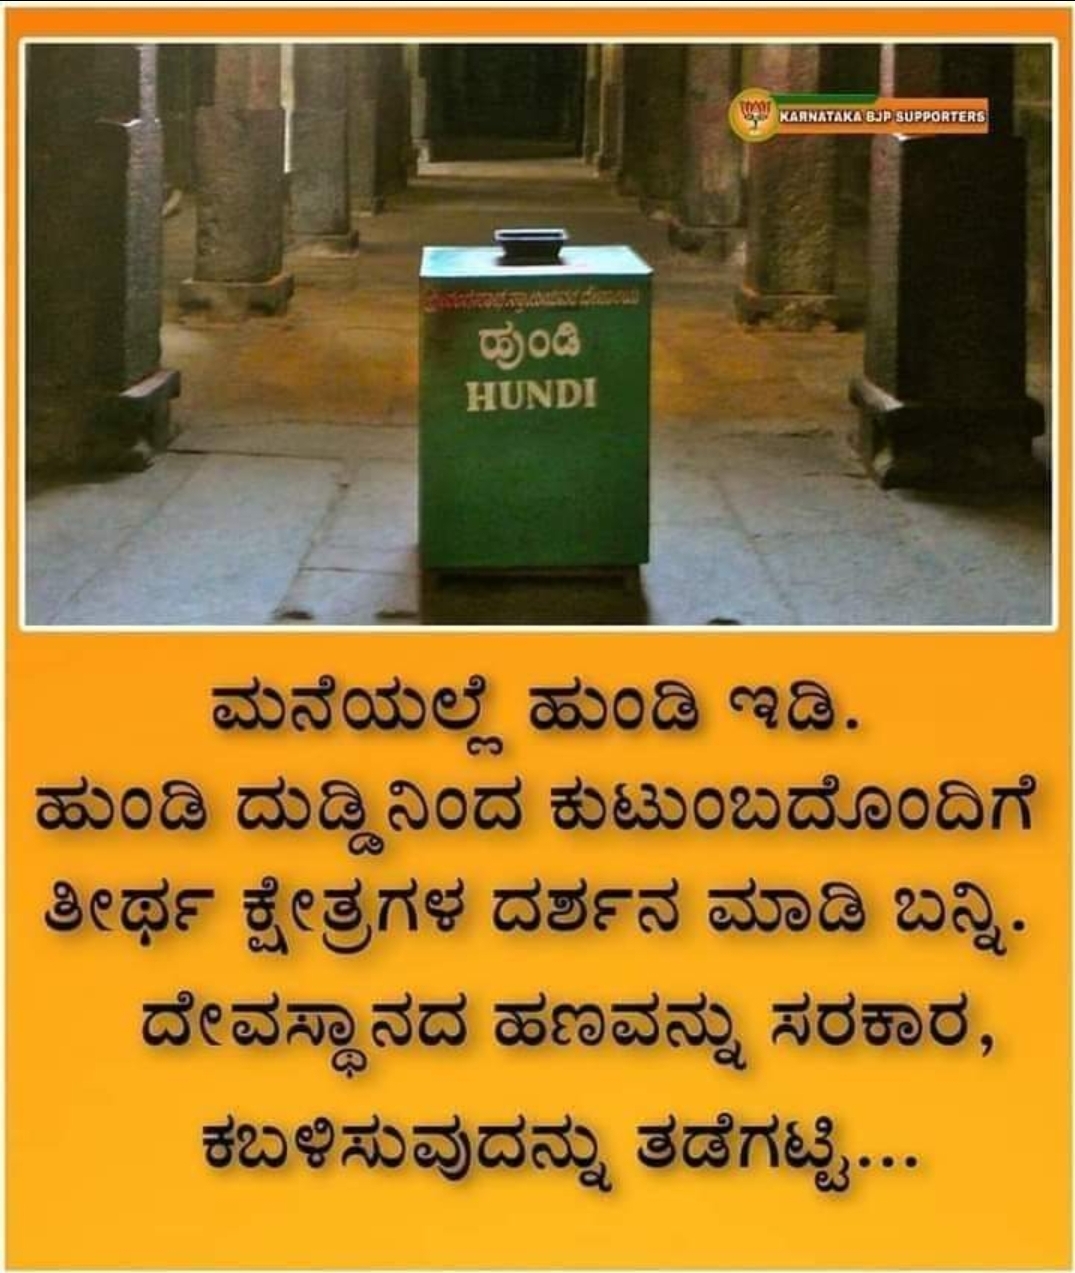 KARNATAKA BJP SUPPORTERS
ಹುಂಡಿ
HUNDI
ಮನೆಯಲ್ಲೆ ಹುಂಡಿ ಇಡಿ.
ಹುಂಡಿ ದುಡ್ಡಿನಿಂದ ಕುಟುಂಬದೊಂದಿಗೆ
ತೀರ್ಥ ಕ್ಷೇತ್ರಗಳ ದರ್ಶನ ಮಾಡಿ ಬನ್ನಿ.
ದೇವಸ್ಥಾನದ ಹಣವನ್ನು ಸರಕಾರ,
ಕಬಳಿಸುವುದನ್ನು ತಡೆಗಟ್ಟಿ...